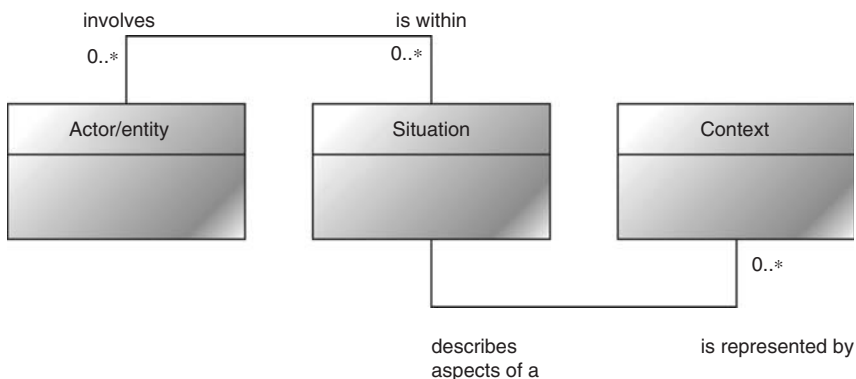 involves
is within
0..*
0..*
Actor/entity
Situation
Context
0..*
describes
aspects of a
is represented by